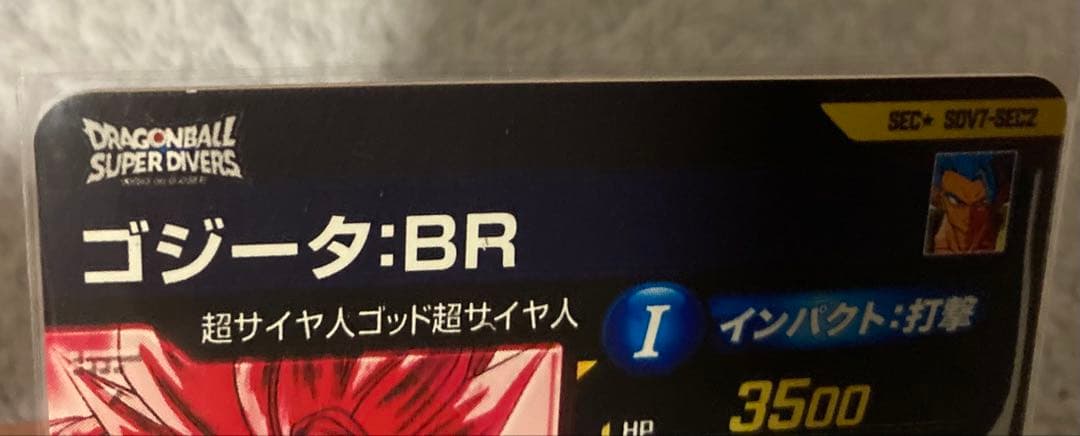 DRAGONBALL
SUPER DIVERS
SEC★ SDV7-SEC2
ゴジータ:BR
超サイヤ人ゴッド超サイヤ人
I インパクト:打撃
HP 3500